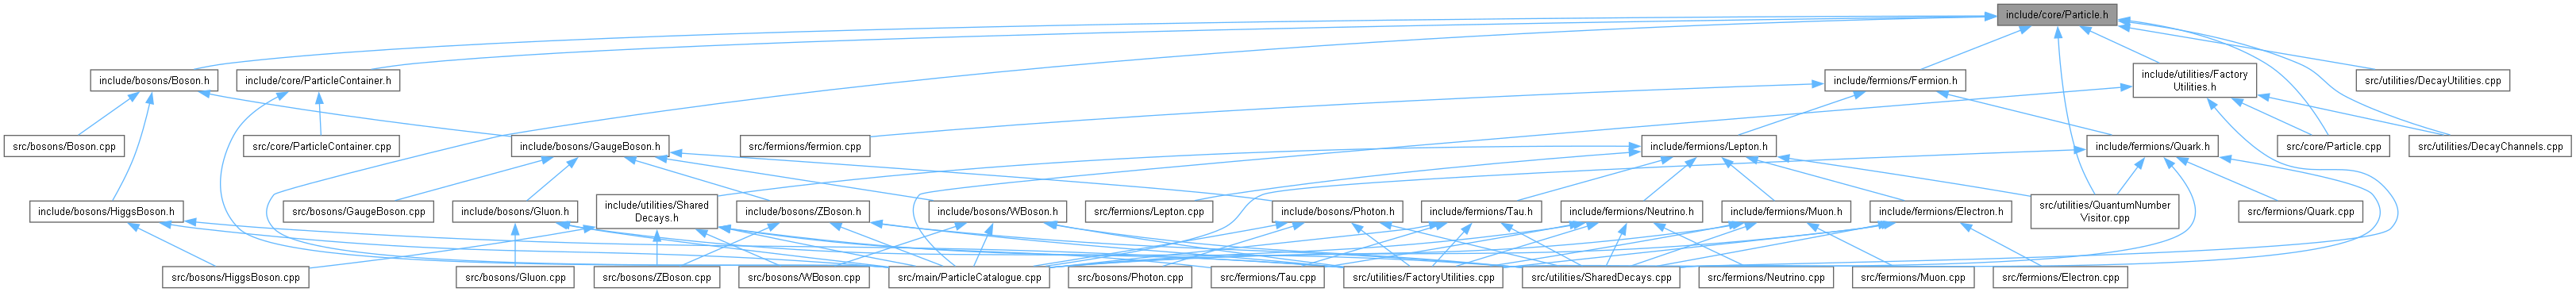 include/core/Particle.h
include/bosons/Boson.h
include/core/ParticleContainer.h
include/fermions/Fermion.h
include/utilities/Factory
Utilities.h
src/utilities/DecayUtilities.cpp
src/bosons/Boson.cpp
src/core/ParticleContainer.cpp
include/bosons/GaugeBoson.h
src/fermions/fermion.cpp
include/fermions/Lepton.h
include/fermions/Quark.h
src/core/Particle.cpp
src/utilities/DecayChannels.cpp
include/bosons/HiggsBoson.h
src/bosons/GaugeBoson.cpp
include/bosons/Gluon.h
include/utilities/Shared
Decays.h
include/bosons/ZBoson.h
include/bosons/WBoson.h
src/fermions/Lepton.cpp
include/bosons/Photon.h
include/fermions/Tau.h
include/fermions/Neutrino.h
include/fermions/Muon.h
include/fermions/Electron.h
src/utilities/QuantumNumber
Visitor.cpp
src/fermions/Quark.cpp
src/bosons/HiggsBoson.cpp
src/bosons/Gluon.cpp
src/bosons/ZBoson.cpp
src/bosons/WBoson.cpp
src/main/ParticleCatalogue.cpp
src/bosons/Photon.cpp
src/fermions/Tau.cpp
src/utilities/FactoryUtilities.cpp
src/utilities/SharedDecays.cpp
src/fermions/Neutrino.cpp
src/fermions/Muon.cpp
src/fermions/Electron.cpp